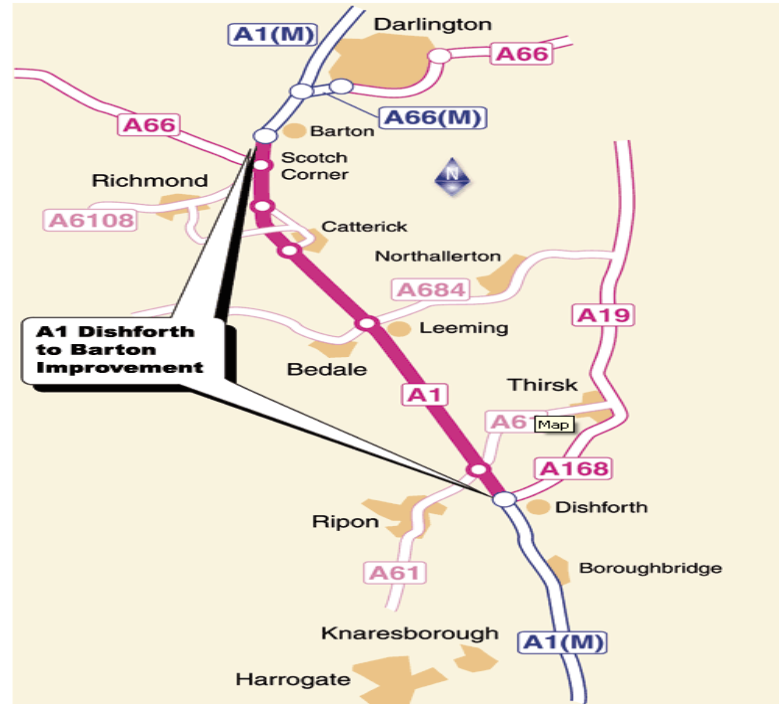 Darlington
A1(M)
A66
A66(M)
A66
Barton
Scotch
Corner
N
Richmond
A6108
Catterick
Northallerton
A684
A19
A1 Dishforth
to Barton
Improvement
Leeming
Bedale
Thirsk
A1
Map
A168
Dishforth
Ripon
A61
Boroughbridge
Knaresborough
A1(M)
Harrogate